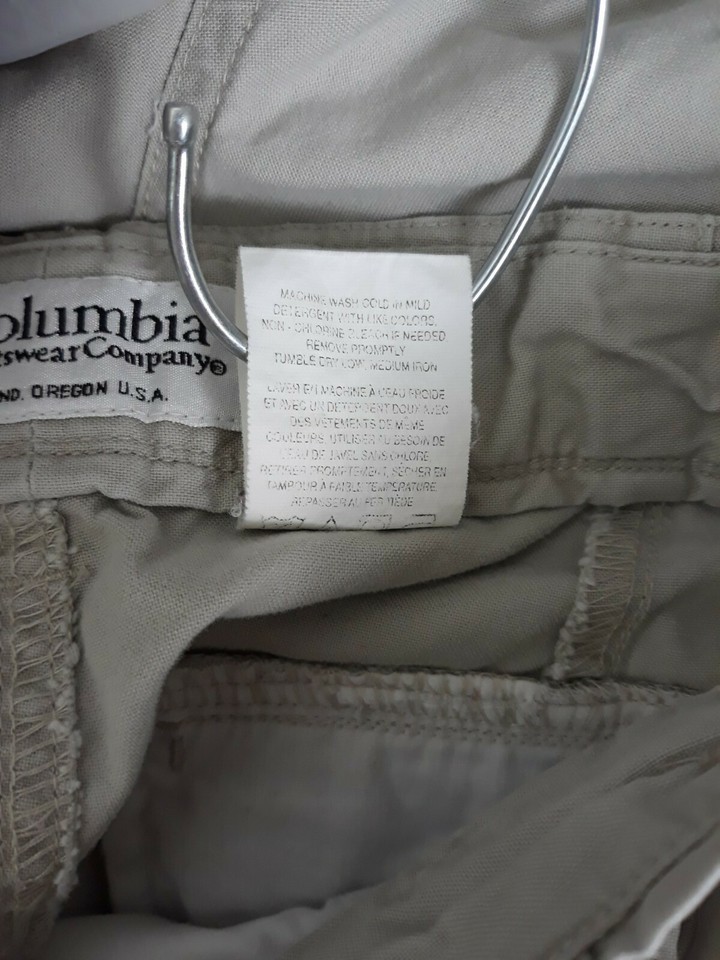 olumbia
tswearCompany®
ND. OREGON U.S.A.
MACHINE WASH COLD IN MILD
DETERGENT WITH LIKE COLORS.
NON - CHLORINE BLEACH IF NEEDED
REMOVE PROMPTLY
TUMBLE DRY LOW, MEDIUM IRON
LAVER EN MACHINE À L'EAU FROIDE
ET AVEC UN DETERGENT DOUX AVEC
DES VÉTEMENTS DE MÊME
COULEURS. UTILISER AU BESOIN DE
L'EAU DE JAVEL SANS CHLORE
RETIRER PROMPTEMENT, SÉCHER EN
TAMBOUR À FAIBLE TEMPÉRATURE.
REPASSER AU FER TIÈDE